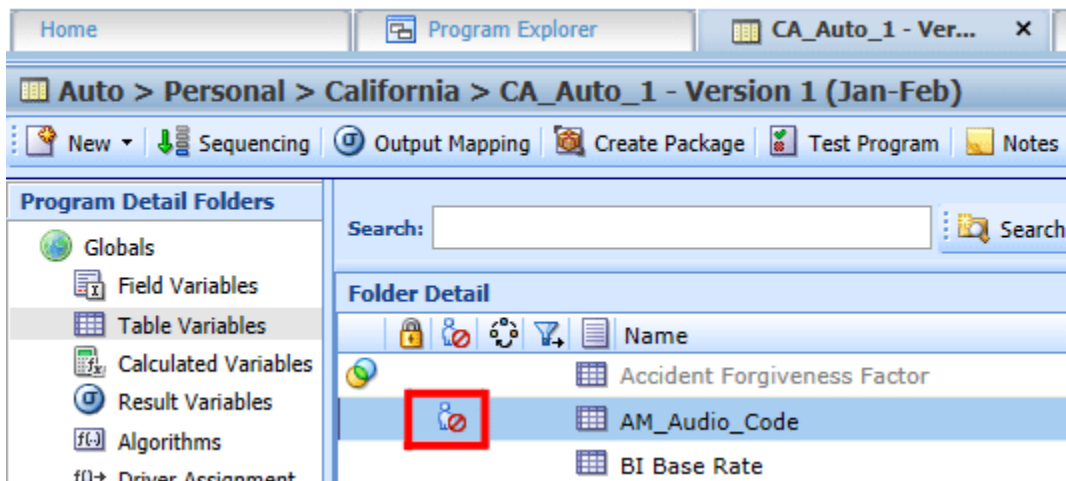 Home Program Explorer CA_Auto_1 - Ver... ×
Auto > Personal > California > CA_Auto_1 - Version 1 (Jan-Feb)
New Sequencing Output Mapping Create Package Test Program Notes
Program Detail Folders
Globals
Field Variables
Table Variables
Calculated Variables
Result Variables
Algorithms
Driver Assignment
Search: Search
Folder Detail
Name
Accident Forgiveness Factor
AM_Audio_Code
BI Base Rate